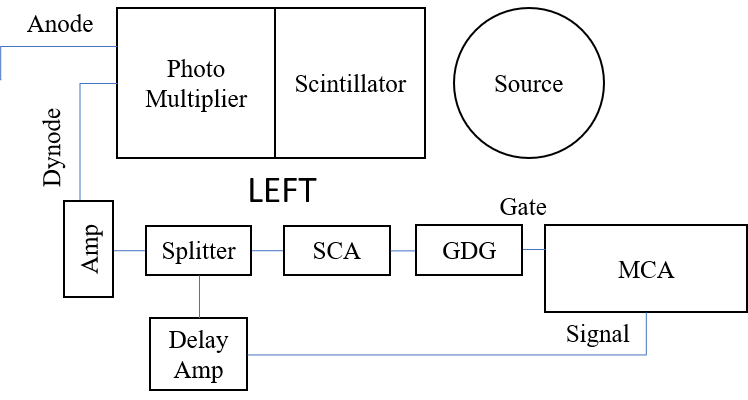 Anode
Photo
Multiplier
Scintillator
Source
Dynode
LEFT
Amp
Splitter
SCA
GDG
Gate
MCA
Delay
Amp
Signal